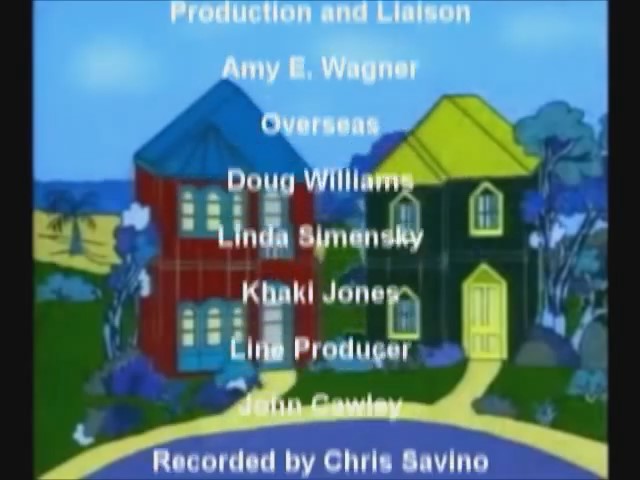 Production and Liaison
Amy E. Wagner
Overseas
Doug Williams
Linda Simensky
Khaki Jones
Line Producer
John Cawley
Recorded by Chris Savino